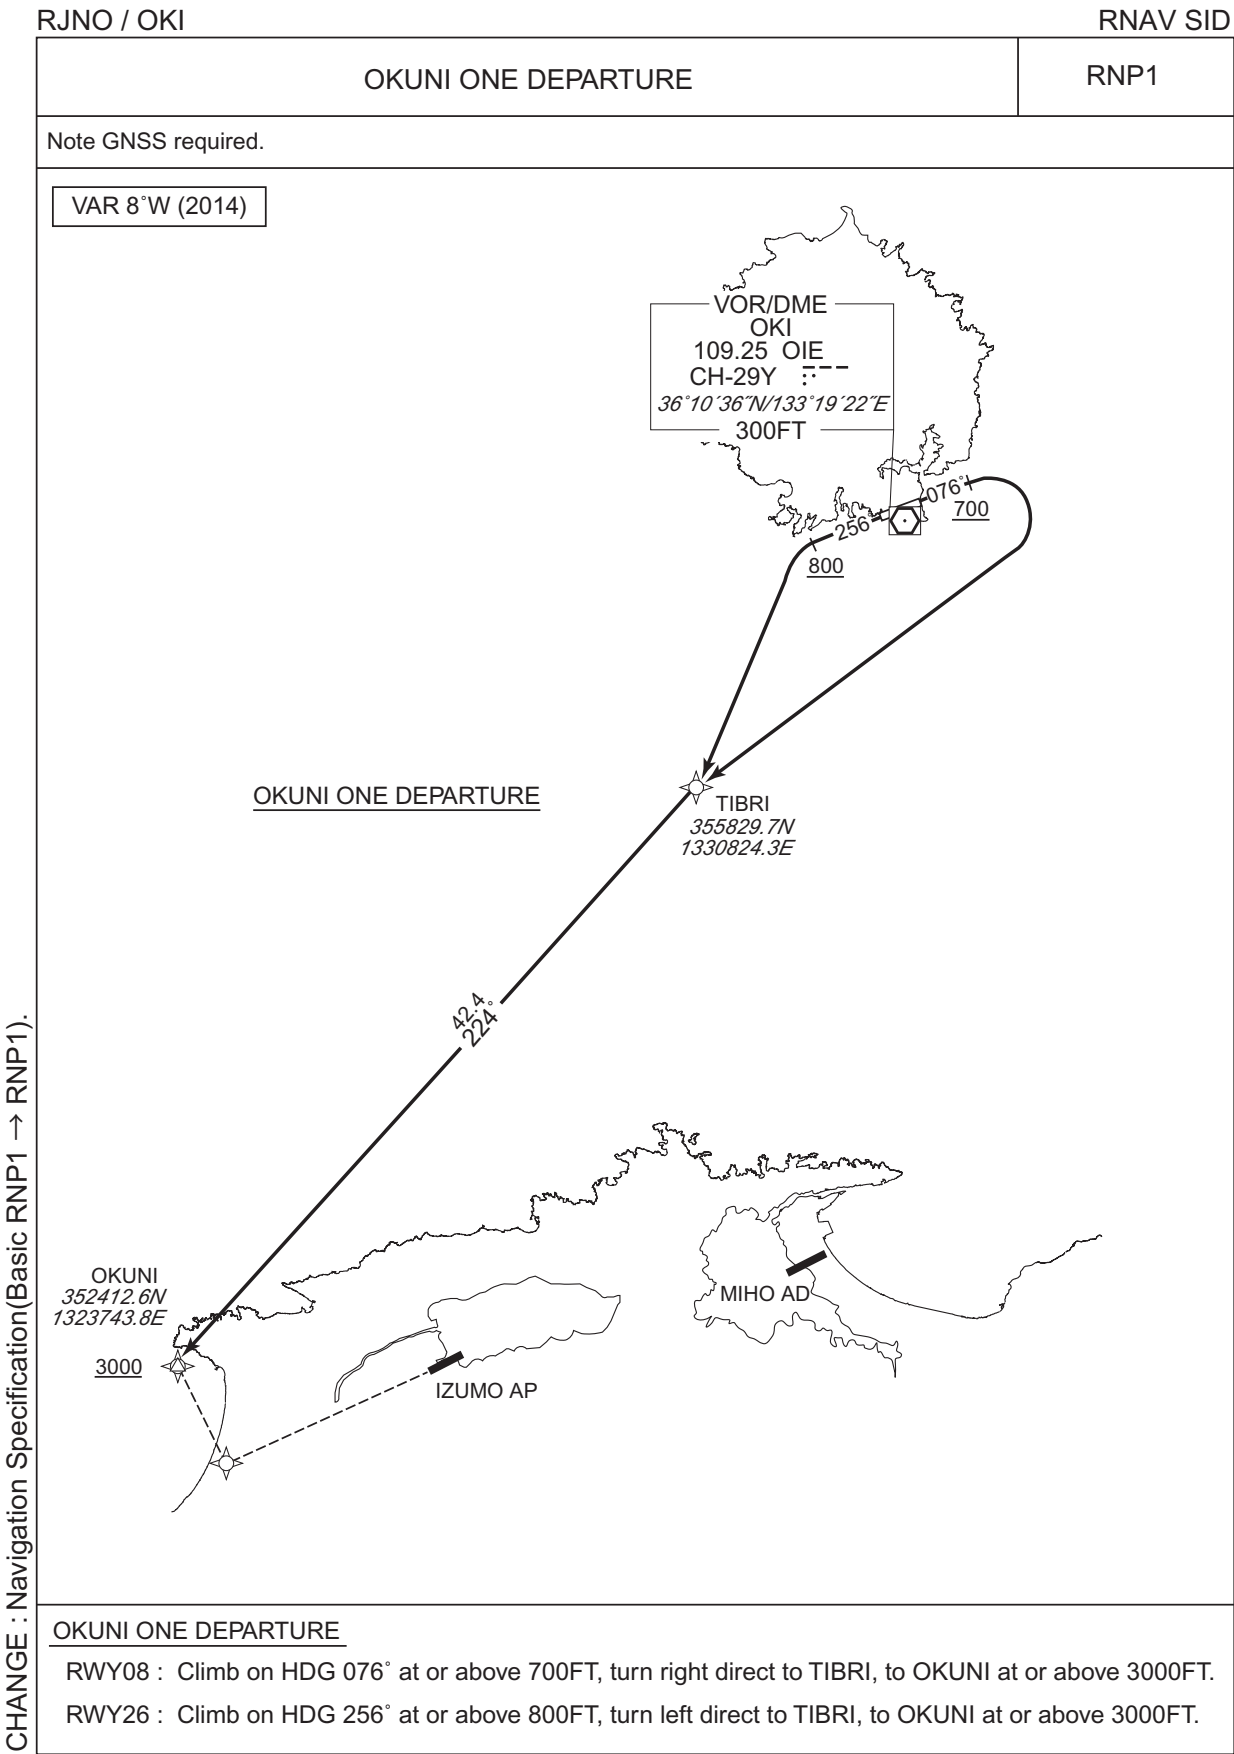 RJNO / OKI
RNAV SID
OKUNI ONE DEPARTURE
RNP1
Note GNSS required.
VAR 8˚W (2014)
VOR/DME
OKI
109.25 OIE
CH-29Y
36˚10´36˝N/133˚19´22˝E
300FT
076˚
700
256˚
800
OKUNI ONE DEPARTURE
TIBRI
355829.7N
1330824.3E
42.4
224˚
OKUNI
352412.6N
1323743.8E
3000
MIHO AD
IZUMO AP
OKUNI ONE DEPARTURE
RWY08 : Climb on HDG 076˚ at or above 700FT, turn right direct to TIBRI, to OKUNI at or above 3000FT.
RWY26 : Climb on HDG 256˚ at or above 800FT, turn left direct to TIBRI, to OKUNI at or above 3000FT.
CHANGE : Navigation Specification(Basic RNP1 → RNP1).